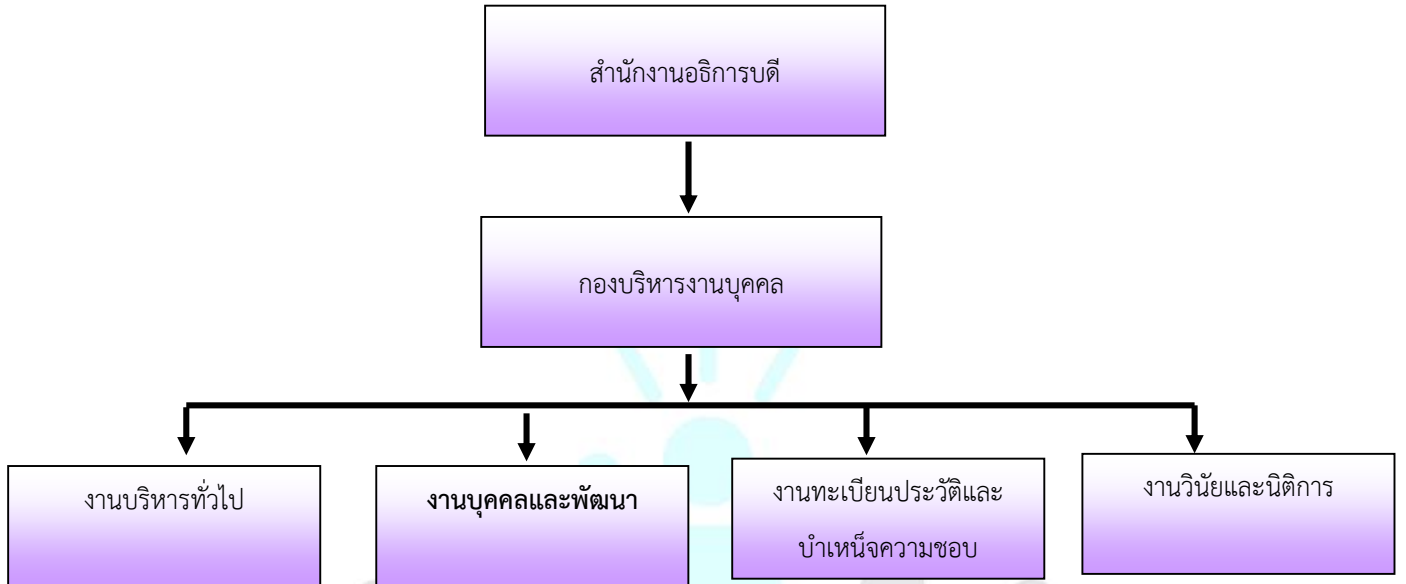 สำนักงานอธิการบดี
กองบริหารงานบุคคล
งานบริหารทั่วไป
งานบุคคลและพัฒนา
งานทะเบียนประวัติและ
บำเหน็จความชอบ
งานวินัยและนิติการ